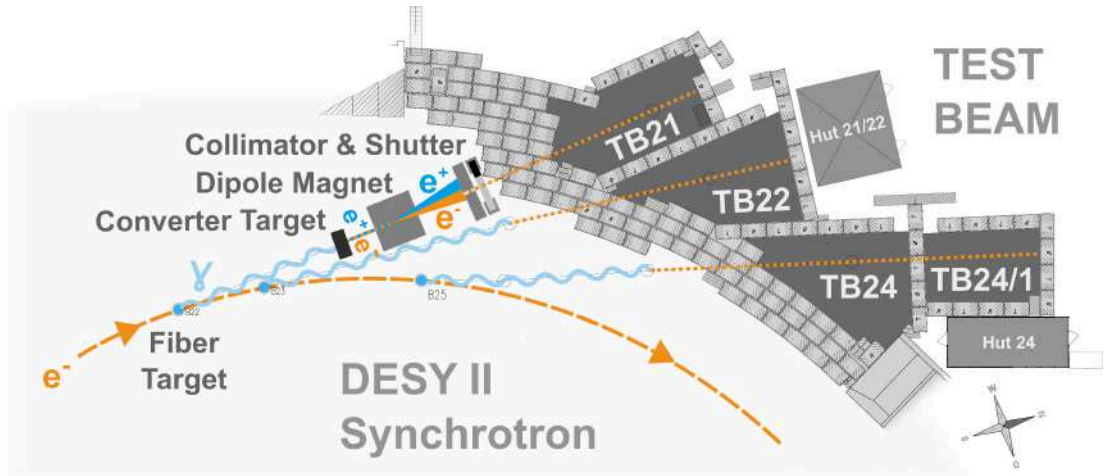 TEST
BEAM
Hut 21/22
TB21
TB22
Collimator & Shutter
Dipole Magnet
Converter Target
e⁺
e⁻
e⁺
e⁻
γ
B22
B23
B25
TB24
TB24/1
Hut 24
Fiber
Target
e⁻
DESY II
Synchrotron
W
N
S
O